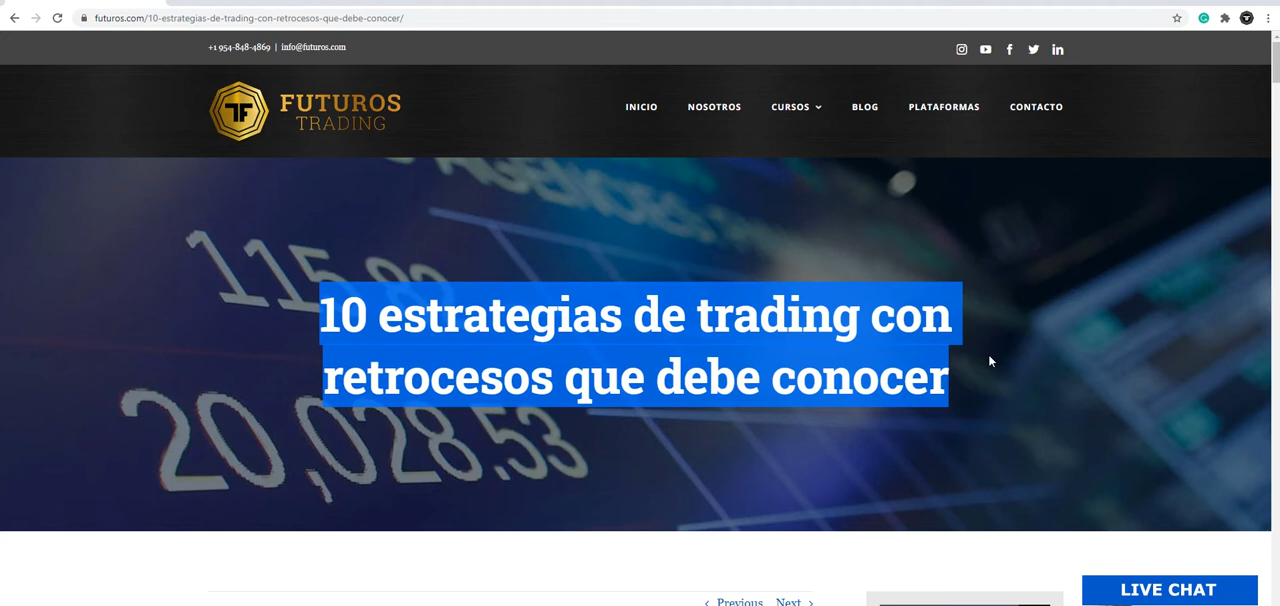 futuros.com/10-estrategias-de-trading-con-retrocesos-que-debe-conocer/
+1 954-848-4869 | info@futuros.com
FUTUROS
TRADING
INICIO NOSOTROS CURSOS BLOG PLATAFORMAS CONTACTO
115.82
AGENCIES
10 estrategias de trading con
retrocesos que debe conocer
20,028.53
< Previous Next >
LIVE CHAT